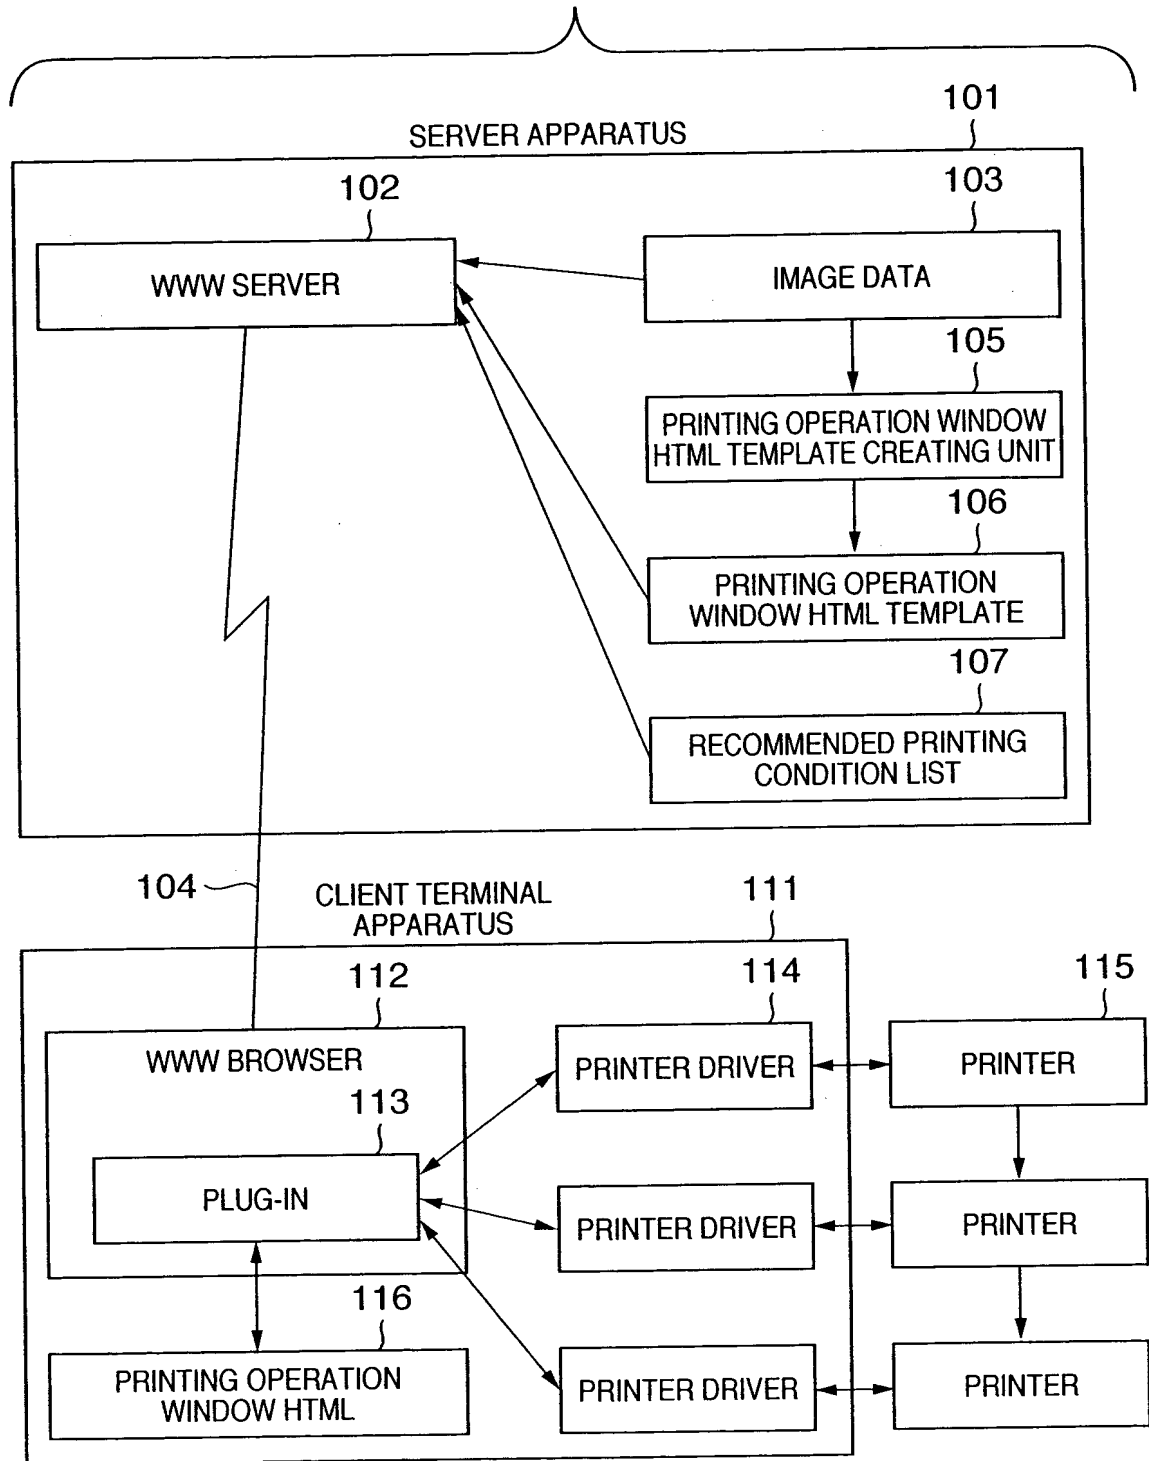 101
SERVER APPARATUS
102
103
WWW SERVER
IMAGE DATA
105
PRINTING OPERATION WINDOW
HTML TEMPLATE CREATING UNIT
106
PRINTING OPERATION
WINDOW HTML TEMPLATE
107
RECOMMENDED PRINTING
CONDITION LIST
104
CLIENT TERMINAL
APPARATUS
111
112
114
115
WWW BROWSER
PRINTER DRIVER
PRINTER
113
PLUG-IN
PRINTER DRIVER
PRINTER
116
PRINTING OPERATION
WINDOW HTML
PRINTER DRIVER
PRINTER